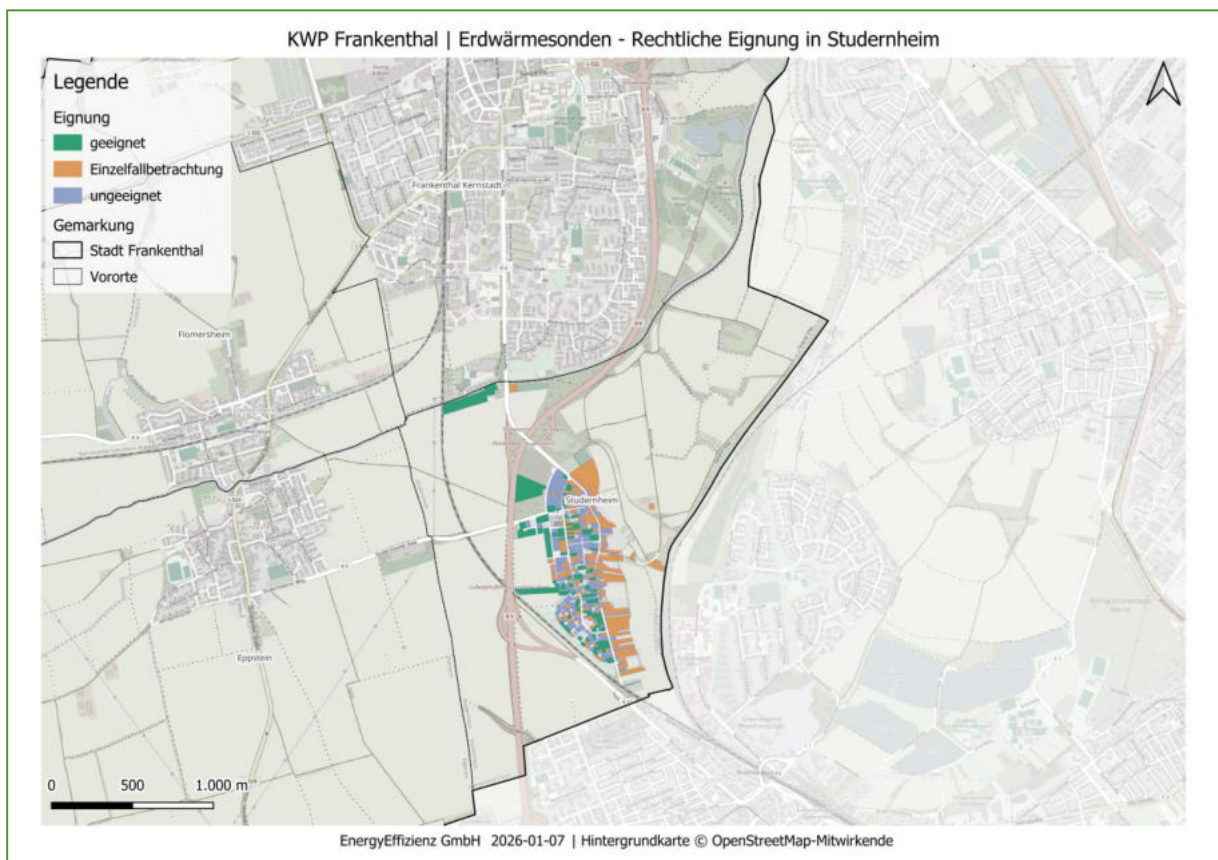 KWP Frankenthal | Erdwärmesonden - Rechtliche Eignung in Studernheim
Legende
Eignung
geeignet
Einzelfallbetrachtung
ungeeignet
Gemarkung
Stadt Frankenthal
Vororte
Frankenthal Kernstadt
Flomersheim
Studernheim
Eppstein
0 500 1.000 m
EnergyEffizienz GmbH 2026-01-07 | Hintergrundkarte © OpenStreetMap-Mitwirkende